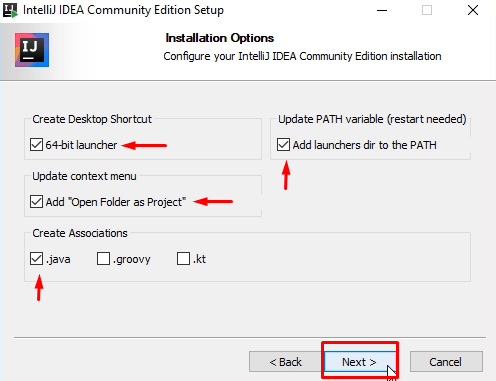 IntelliJ IDEA Community Edition Setup
IJ
Installation Options
Configure your IntelliJ IDEA Community Edition installation
Create Desktop Shortcut
64-bit launcher
Update PATH variable (restart needed)
Add launchers dir to the PATH
Update context menu
Add "Open Folder as Project"
Create Associations
.java .groovy .kt
< Back Next > Cancel